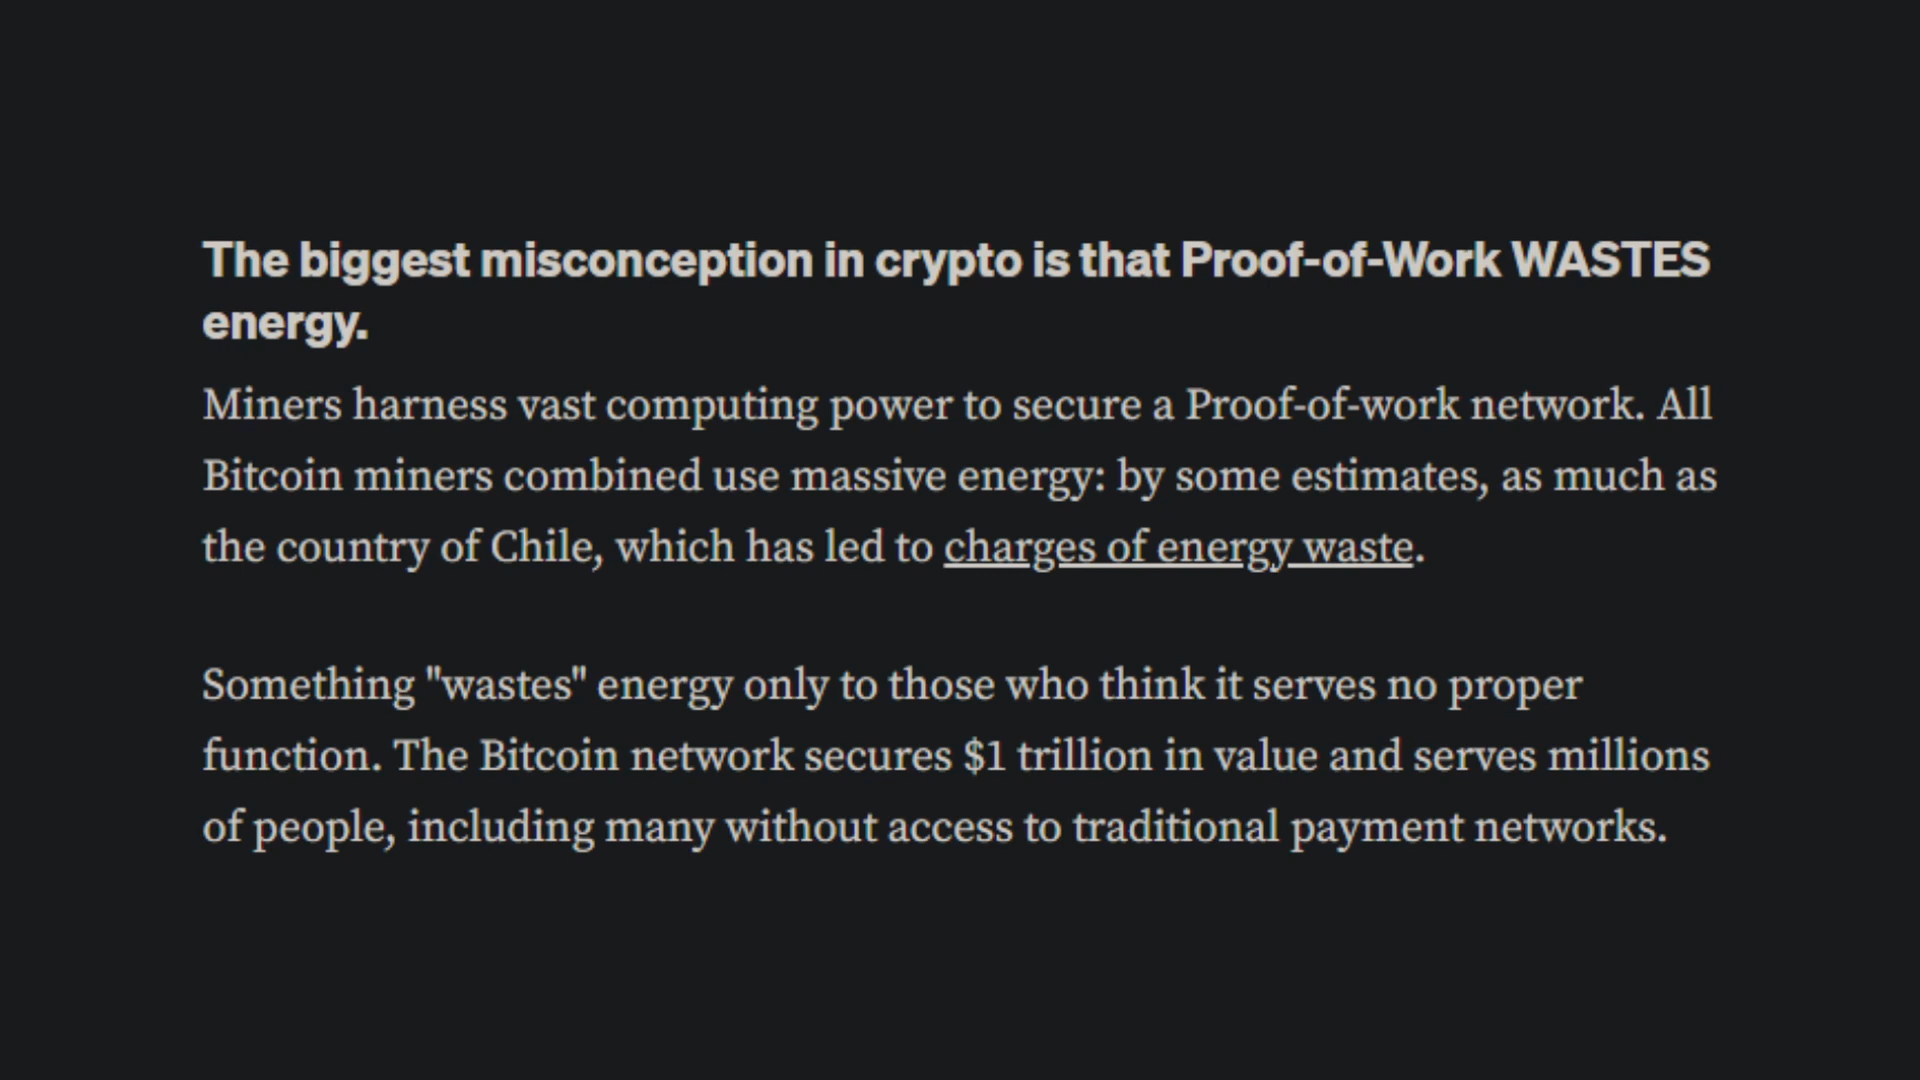 The biggest misconception in crypto is that Proof-of-Work WASTES
energy.
Miners harness vast computing power to secure a Proof-of-work network. All
Bitcoin miners combined use massive energy: by some estimates, as much as
the country of Chile, which has led to charges of energy waste.
Something "wastes" energy only to those who think it serves no proper
function. The Bitcoin network secures $1 trillion in value and serves millions
of people, including many without access to traditional payment networks.